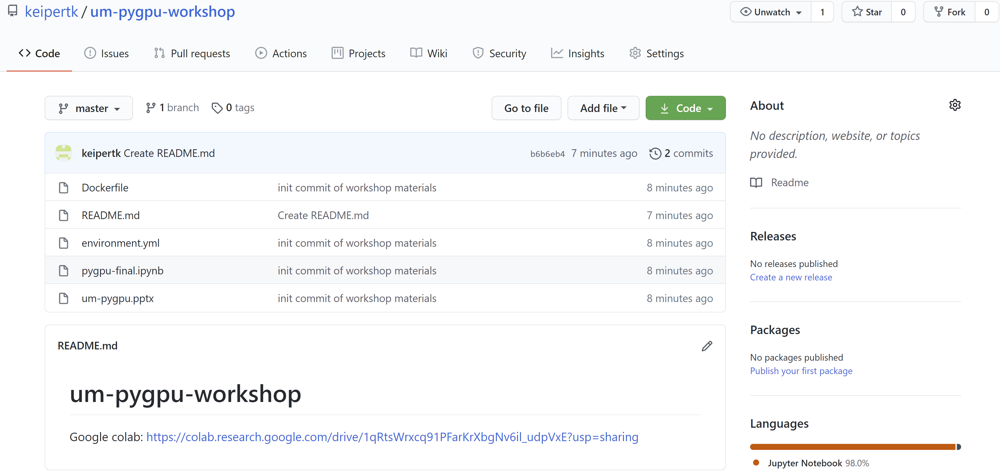 keipertk / um-pygpu-workshop
Unwatch 1
Star 0
Fork 0
Code
Issues
Pull requests
Actions
Projects
Wiki
Security
Insights
Settings
master
1 branch
0 tags
Go to file
Add file
Code
keipertk Create README.md
b6b6eb4 7 minutes ago
2 commits
Dockerfile init commit of workshop materials 8 minutes ago
README.md Create README.md 7 minutes ago
environment.yml init commit of workshop materials 8 minutes ago
pygpu-final.ipynb init commit of workshop materials 8 minutes ago
um-pygpu.pptx init commit of workshop materials 8 minutes ago
README.md
um-pygpu-workshop
Google colab: https://colab.research.google.com/drive/1qRtsWrxcq91PFarKrXbgNv6il_udpVxE?usp=sharing
About
No description, website, or topics
provided.
Readme
Releases
No releases published
Create a new release
Packages
No packages published
Publish your first package
Languages
Jupyter Notebook 98.0%